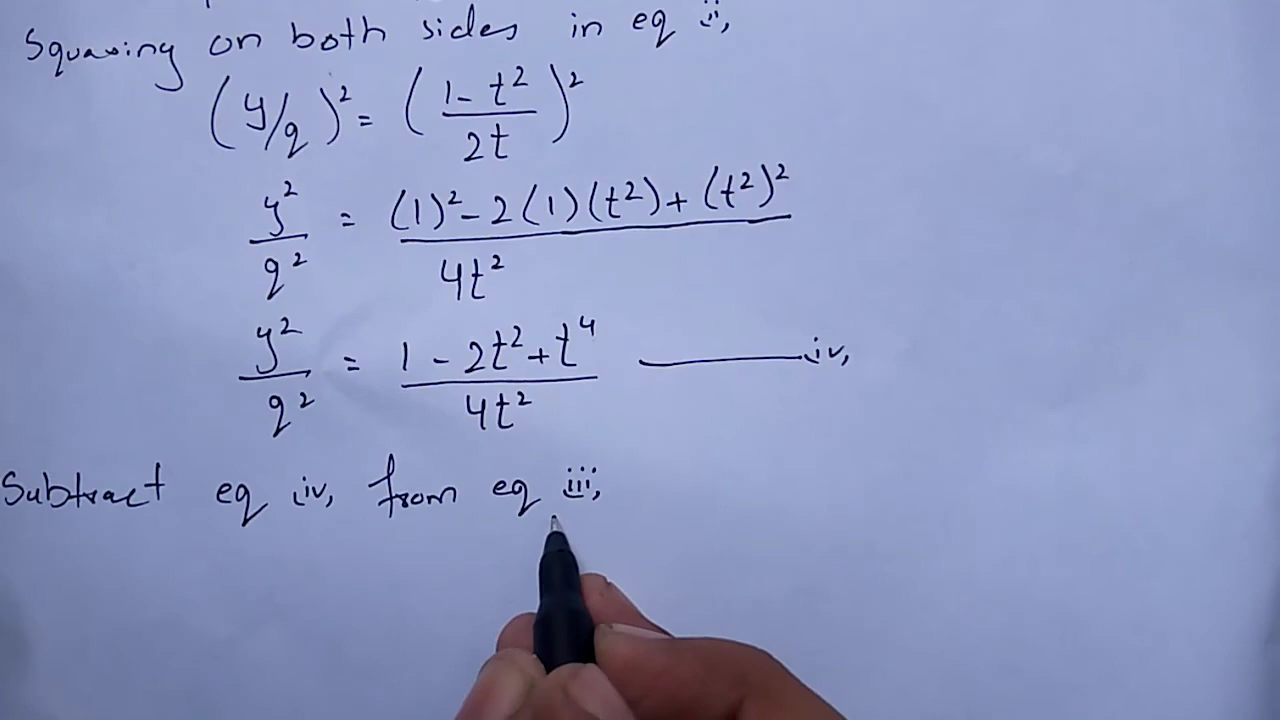 Squaring on both sides in eq ii,
(y/q)² = (1 - t² / 2t)²
y²/q² = (1)² - 2(1)(t²) + (t²)² / 4t²
y²/q² = 1 - 2t² + t⁴ / 4t² ———— iv,
Subtract eq iv, from eq iii,